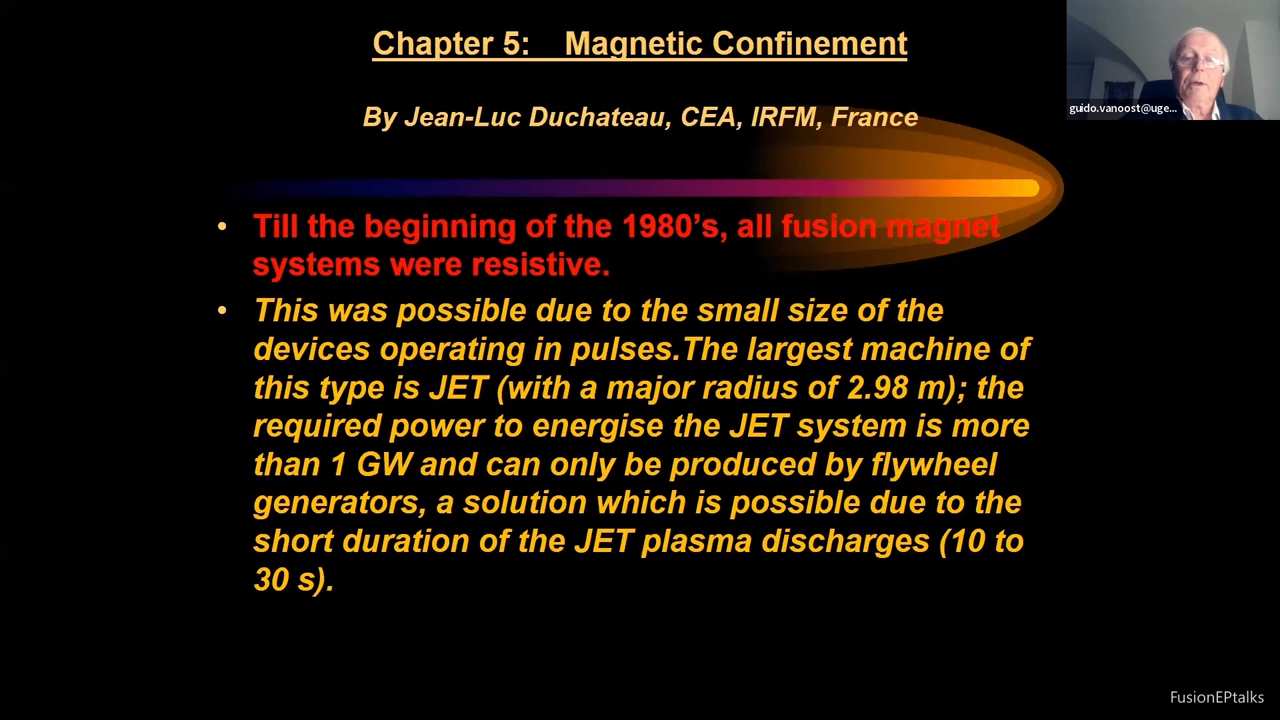 Chapter 5: Magnetic Confinement
guido.vanoost@uge...
By Jean-Luc Duchateau, CEA, IRFM, France
• Till the beginning of the 1980’s, all fusion magnet
systems were resistive.
• This was possible due to the small size of the
devices operating in pulses.The largest machine of
this type is JET (with a major radius of 2.98 m); the
required power to energise the JET system is more
than 1 GW and can only be produced by flywheel
generators, a solution which is possible due to the
short duration of the JET plasma discharges (10 to
30 s).
FusionEPtalks